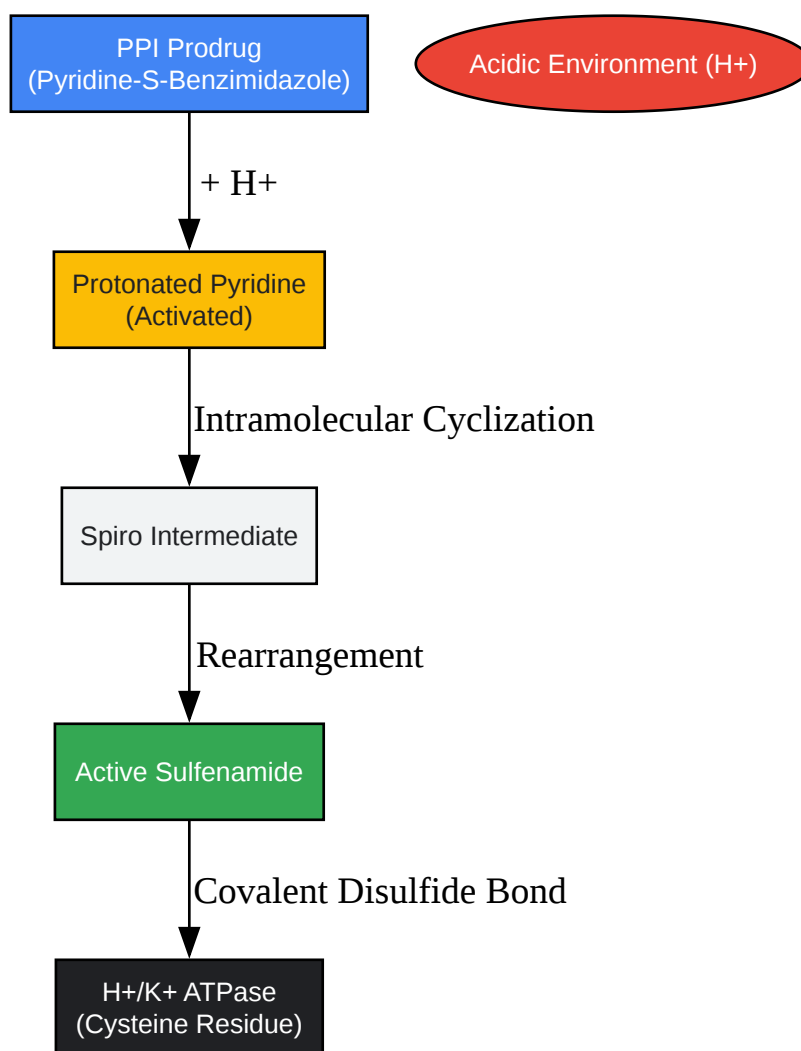 PPI Prodrug
(Pyridine-S-Benzimidazole)
Acidic Environment (H+)
+ H+
Protonated Pyridine
(Activated)
Intramolecular Cyclization
Spiro Intermediate
Rearrangement
Active Sulfenamide
Covalent Disulfide Bond
H+/K+ ATPase
(Cysteine Residue)